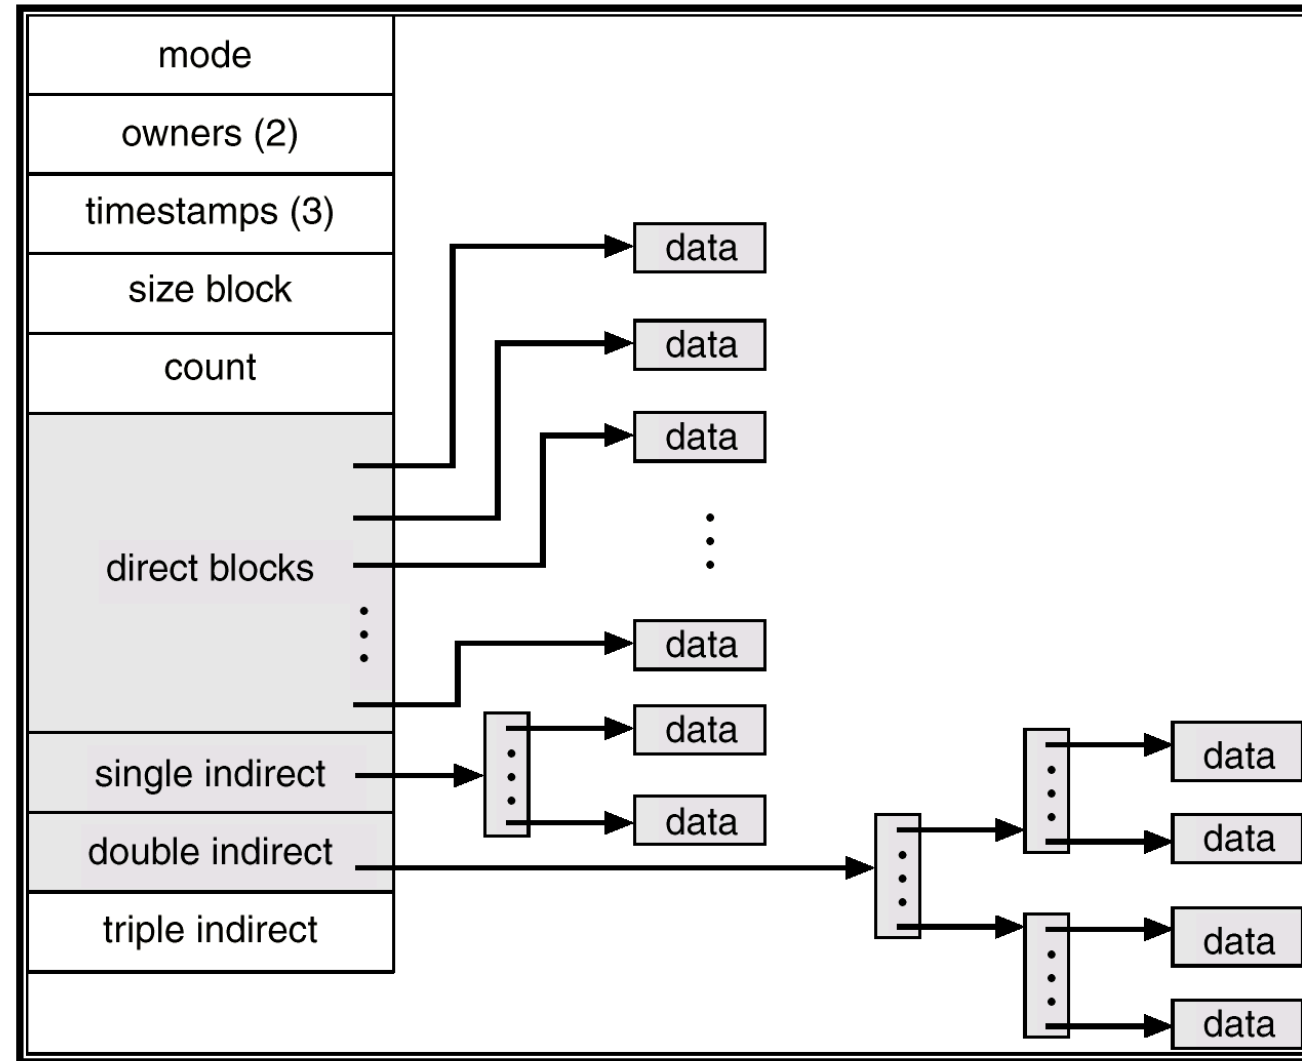 mode
owners (2)
timestamps (3)
size block
count
direct blocks
single indirect
double indirect
triple indirect
data
data
data
data
data
data
data
data
data
data